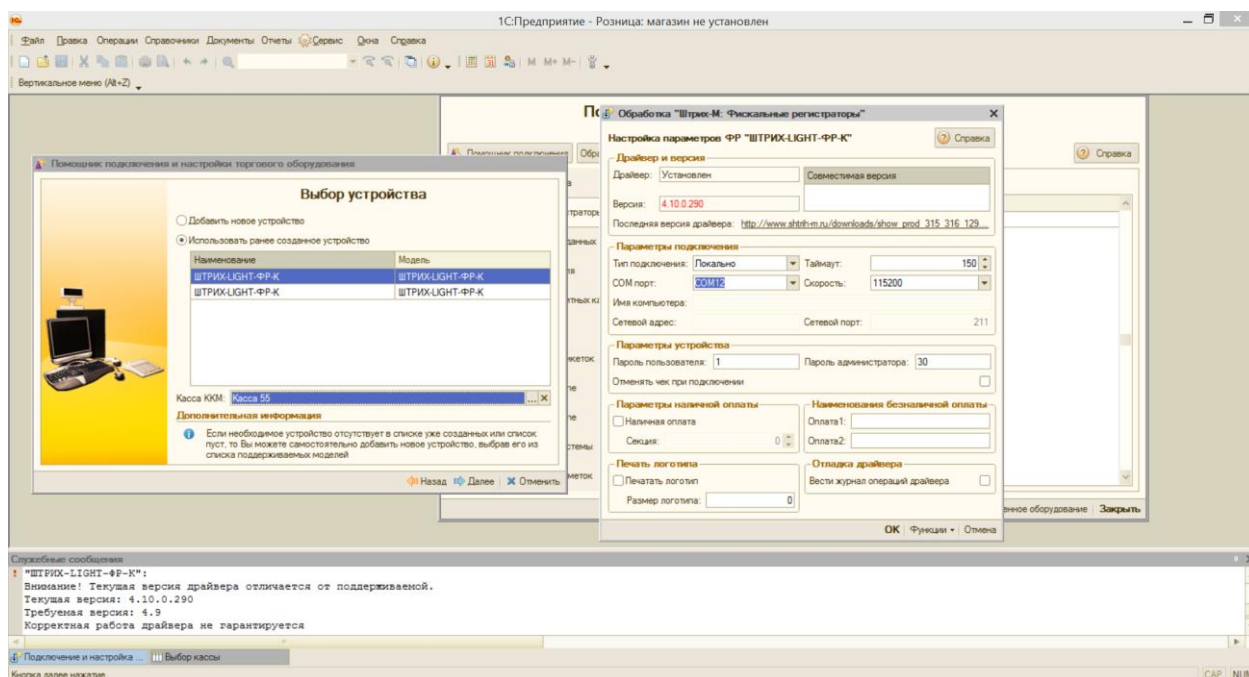 1С:Предприятие - Розница: магазин не установлен
Файл Правка Операции Справочники Документы Отчеты Сервис Окна Справка
M M+ M-
Вертикальное меню (Alt+Z)
Помощник подключения
Справка
Закрыть
Помощник подключения и настройки торгового оборудования
Выбор устройства
Добавить новое устройство
Использовать ранее созданное устройство
Наименование Модель
ШТРИХ-LIGHT-ФР-К ШТРИХ-LIGHT-ФР-К
ШТРИХ-LIGHT-ФР-К ШТРИХ-LIGHT-ФР-К
Касса ККМ: Касса 55 ...
Дополнительная информация
Если необходимое устройство отсутствует в списке уже созданных или список
пуст, то Вы можете самостоятельно добавить новое устройство, выбрав его из
списка поддерживаемых моделей
Назад Далее Отменить
Обработка "Штрих-М: Фискальные регистраторы"
Настройка параметров ФР "ШТРИХ-LIGHT-ФР-К" Справка
Драйвер и версия
Драйвер: Установлен Совместимая версия
Версия: 4.10.0.290
Последняя версия драйвера: http://www.shtrih-m.ru/downloads/show_prod_315_316_129....
Параметры подключения
Тип подключения: Локально Таймаут: 150
COM порт: COM12 Скорость: 115200
Имя компьютера:
Сетевой адрес: Сетевой порт: 211
Параметры устройства
Пароль пользователя: 1 Пароль администратора: 30
Отменять чек при подключении
Параметры наличной оплаты Наименования безналичной оплаты
Наличная оплата Оплата1:
Секция: 0 Оплата2:
Печать логотипа Отладка драйвера
Печатать логотип Вести журнал операций драйвера
Размер логотипа: 0
OK Функции Отмена
Служебные сообщения
"ШТРИХ-LIGHT-ФР-К":
Внимание! Текущая версия драйвера отличается от поддерживаемой.
Текущая версия: 4.10.0.290
Требуемая версия: 4.9
Корректная работа драйвера не гарантируется
Подключение и настройка ... Выбор кассы
Кнопка далее нажатие CAP NUM